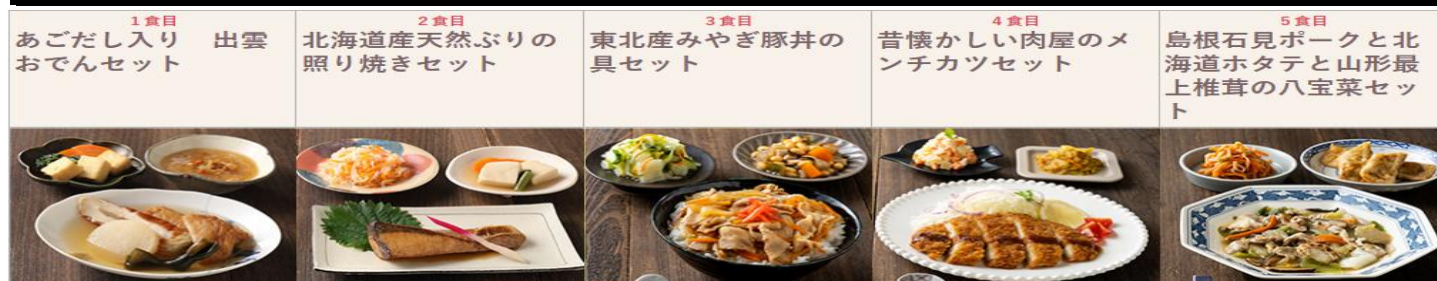 1食目
あごだし入り　出雲
おでんセット
2食目
北海道産天然ぶりの
照り焼きセット
3食目
東北産みやぎ豚丼の
具セット
4食目
昔懐かしい肉屋のメ
ンチカツセット
5食目
島根石見ポークと北
海道ホタテと山形最
上椎茸の八宝菜セッ
ト